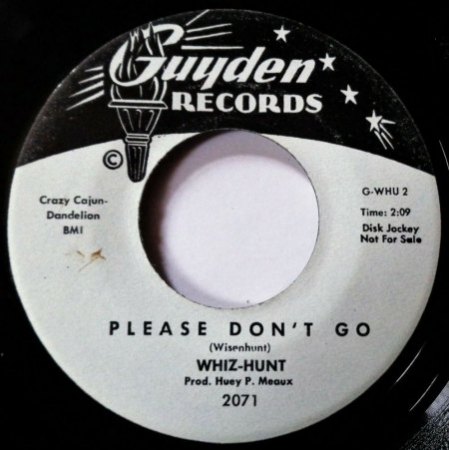 Guyden
RECORDS
©
Crazy Cajun-
Dandelion
BMI
G-WHU 2
Time: 2:09
Disk Jockey
Not For Sale
PLEASE DON'T GO
(Wisenhunt)
WHIZ-HUNT
Prod. Huey P. Meaux
2071